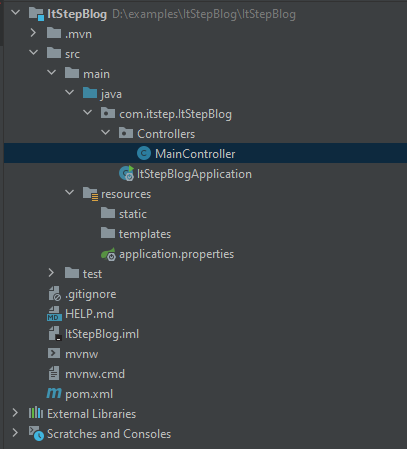 ItStepBlog D:\examples\ItStepBlog\ItStepBlog
.mvn
src
main
java
com.itstep.ItStepBlog
Controllers
MainController
ItStepBlogApplication
resources
static
templates
application.properties
test
.gitignore
HELP.md
ItStepBlog.iml
mvnw
mvnw.cmd
pom.xml
External Libraries
Scratches and Consoles